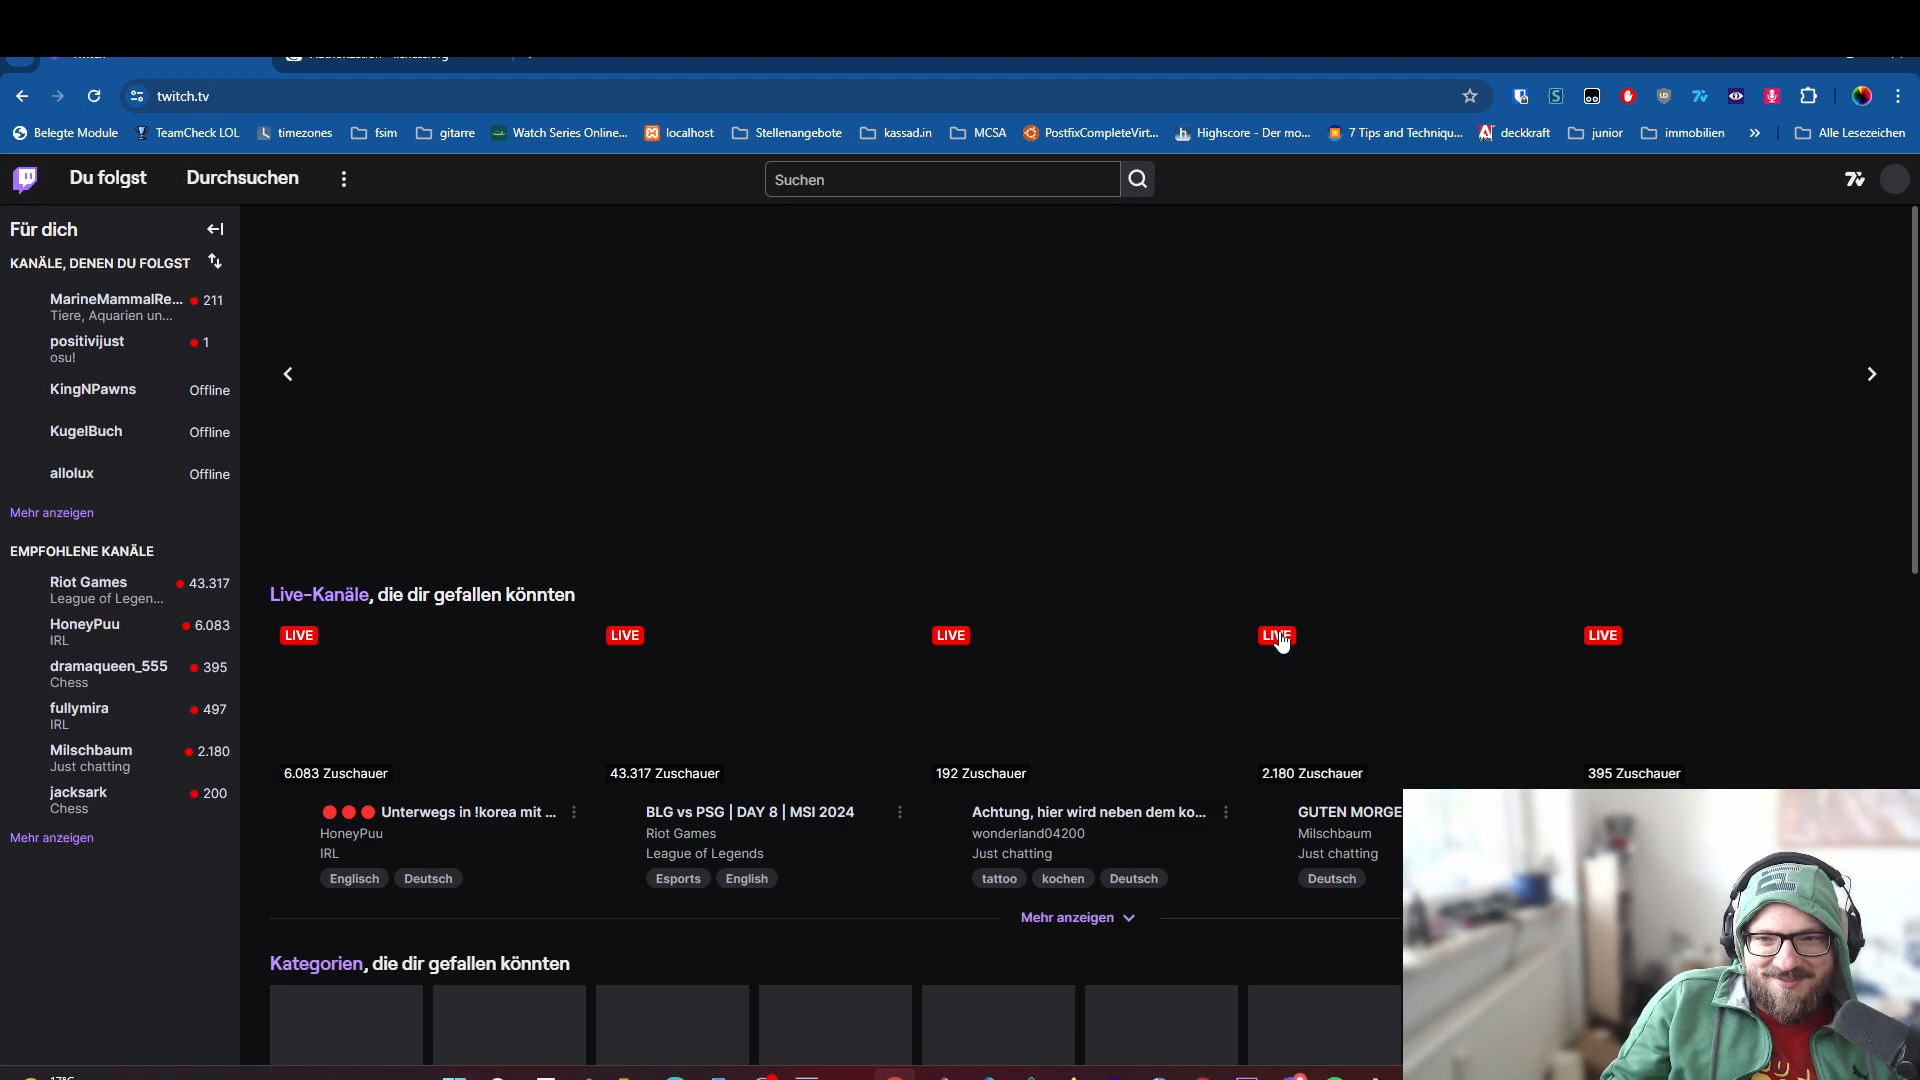 twitch.tv
Belegte Module
TeamCheck LOL
timezones
fsim
gitarre
Watch Series Online...
localhost
Stellenangebote
kassad.in
MCSA
PostfixCompleteVirt...
Highscore - Der mo...
7 Tips and Techniqu...
deckkraft
junior
immobilien
Alle Lesezeichen
Du folgst
Durchsuchen
Suchen
Für dich
KANÄLE, DENEN DU FOLGST
MarineMammalRe... 211
Tiere, Aquarien un...
positivijust 1
osu!
KingNPawns Offline
KugelBuch Offline
allolux Offline
Mehr anzeigen
EMPFOHLENE KANÄLE
Riot Games 43.317
League of Legen...
HoneyPuu 6.083
IRL
dramaqueen_555 395
Chess
fullymira 497
IRL
Milschbaum 2.180
Just chatting
jacksark 200
Chess
Mehr anzeigen
Live-Kanäle, die dir gefallen könnten
LIVE
6.083 Zuschauer
Unterwegs in !korea mit ...
HoneyPuu
IRL
Englisch Deutsch
LIVE
43.317 Zuschauer
BLG vs PSG | DAY 8 | MSI 2024
Riot Games
League of Legends
Esports English
LIVE
192 Zuschauer
Achtung, hier wird neben dem ko...
wonderland04200
Just chatting
tattoo kochen Deutsch
LIVE
2.180 Zuschauer
GUTEN MORGE
Milschbaum
Just chatting
Deutsch
LIVE
395 Zuschauer
Mehr anzeigen
Kategorien, die dir gefallen könnten